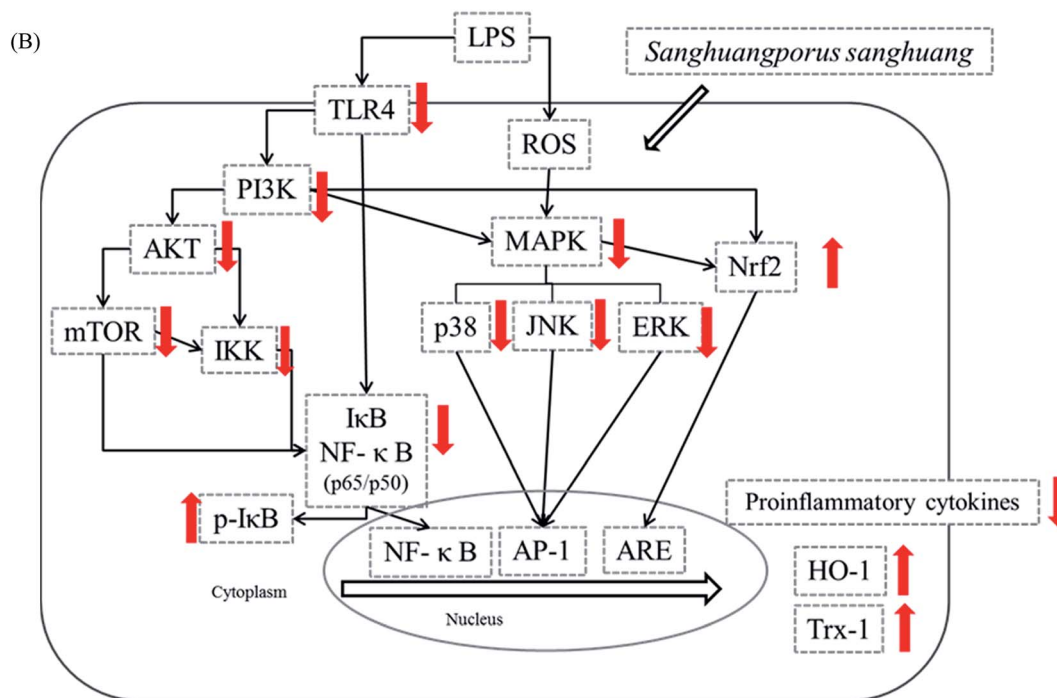 (B)
LPS
Sanghuangporus sanghuang
TLR4
ROS
PI3K
AKT
MAPK
Nrf2
mTOR
IKK
p38
JNK
ERK
IκB
NF- κ B
(p65/p50)
p-IκB
Proinflammatory cytokines
NF- κ B
AP-1
ARE
HO-1
Cytoplasm
Nucleus
Trx-1